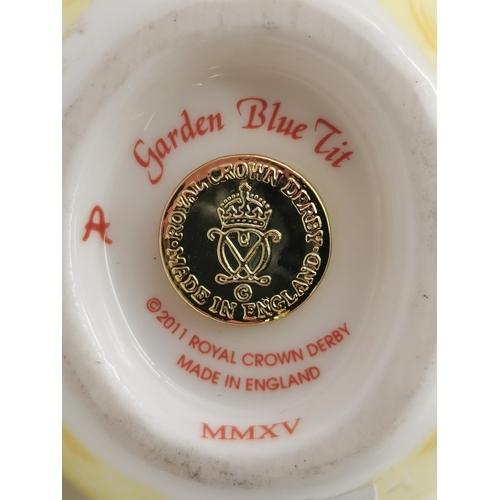 Garden Blue Tit
A
· ROYAL CROWN DERBY ·
MADE IN ENGLAND
©2011 ROYAL CROWN DERBY
MADE IN ENGLAND
MMXV